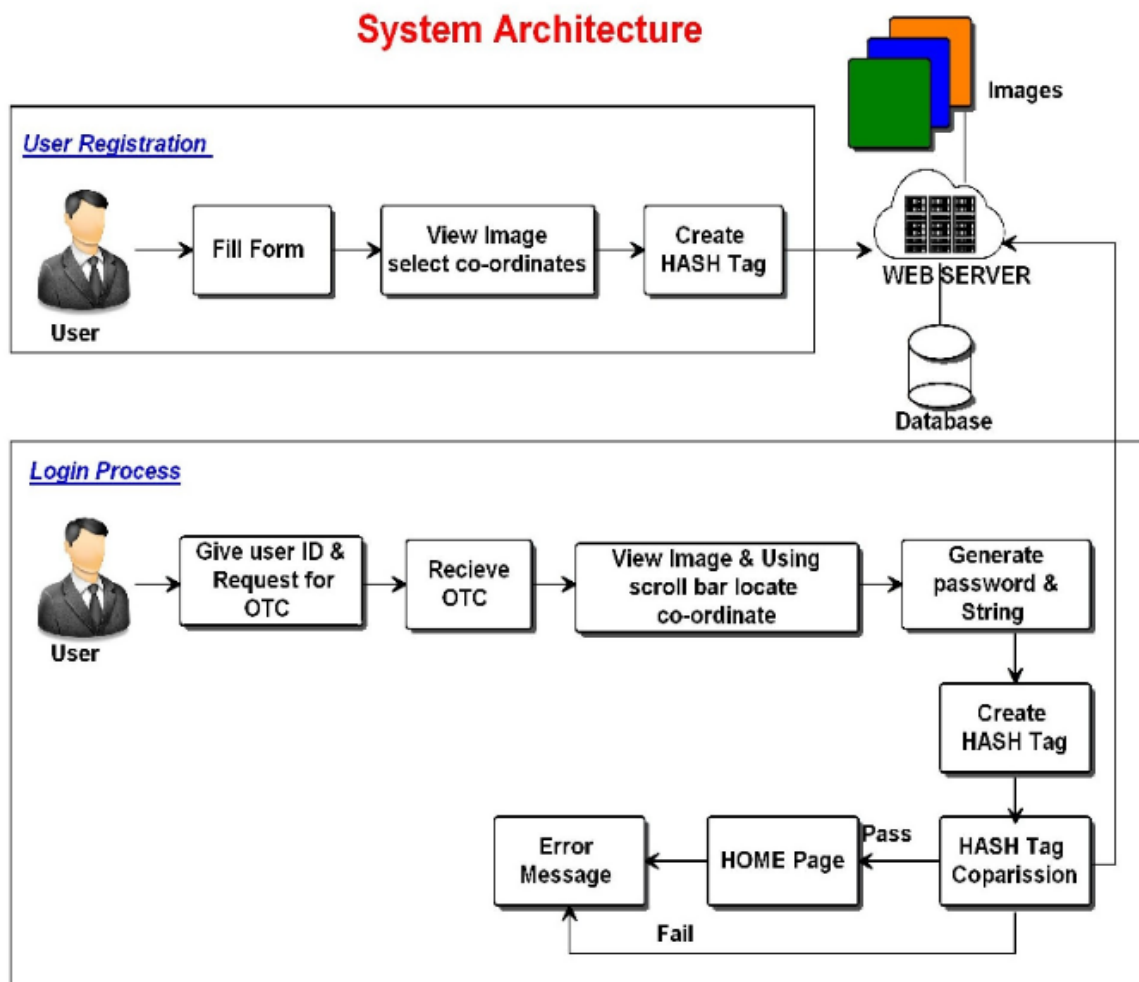 System Architecture
Images
User Registration
Fill Form
View Image
select co-ordinates
Create
HASH Tag
WEB SERVER
User
Database
Login Process
Give user ID &
Request for
OTC
Recieve
OTC
View Image & Using
scroll bar locate
co-ordinate
Generate
password &
String
User
Create
HASH Tag
Error
Message
HOME Page
Pass
HASH Tag
Coparission
Fail